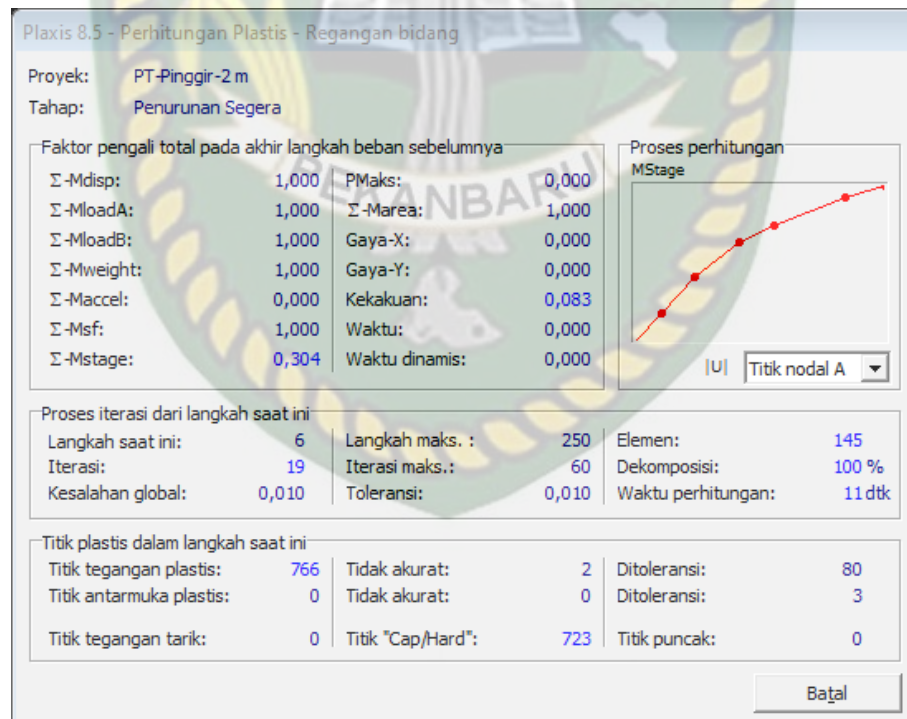 Plaxis 8.5 - Perhitungan Plastis - Regangan bidang
Proyek: PT-Pinggir-2 m
Tahap: Penurunan Segera
Faktor pengali total pada akhir langkah beban sebelumnya
Σ-Mdisp: 1,000 PMaks: 0,000
Σ-MloadA: 1,000 Σ-Marea: 1,000
Σ-MloadB: 1,000 Gaya-X: 0,000
Σ-Mweight: 1,000 Gaya-Y: 0,000
Σ-Maccel: 0,000 Kekakuan: 0,083
Σ-Msf: 1,000 Waktu: 0,000
Σ-Mstage: 0,304 Waktu dinamis: 0,000
Proses perhitungan
MStage
|U| Titik nodal A
Proses iterasi dari langkah saat ini
Langkah saat ini: 6 Langkah maks. : 250 Elemen: 145
Iterasi: 19 Iterasi maks.: 60 Dekomposisi: 100 %
Kesalahan global: 0,010 Toleransi: 0,010 Waktu perhitungan: 11 dtk
Titik plastis dalam langkah saat ini
Titik tegangan plastis: 766 Tidak akurat: 2 Ditoleransi: 80
Titik antarmuka plastis: 0 Tidak akurat: 0 Ditoleransi: 3
Titik tegangan tarik: 0 Titik "Cap/Hard": 723 Titik puncak: 0
Batal